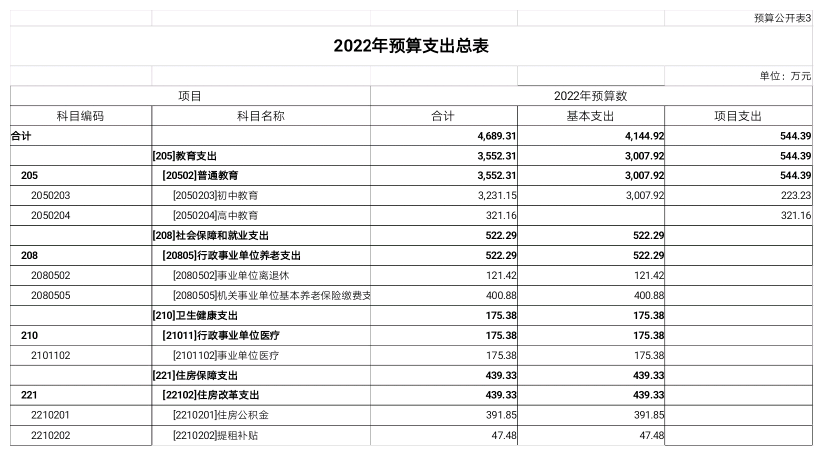 预算公开表3
2022年预算支出总表
单位：万元
项目 2022年预算数
科目编码 科目名称 合计 基本支出 项目支出
合计 4,689.31 4,144.92 544.39
[205]教育支出 3,552.31 3,007.92 544.39
205 [20502]普通教育 3,552.31 3,007.92 544.39
2050203 [2050203]初中教育 3,231.15 3,007.92 223.23
2050204 [2050204]高中教育 321.16 321.16
[208]社会保障和就业支出 522.29 522.29
208 [20805]行政事业单位养老支出 522.29 522.29
2080502 [2080502]事业单位离退休 121.42 121.42
2080505 [2080505]机关事业单位基本养老保险缴费支 400.88 400.88
[210]卫生健康支出 175.38 175.38
210 [21011]行政事业单位医疗 175.38 175.38
2101102 [2101102]事业单位医疗 175.38 175.38
[221]住房保障支出 439.33 439.33
221 [22102]住房改革支出 439.33 439.33
2210201 [2210201]住房公积金 391.85 391.85
2210202 [2210202]提租补贴 47.48 47.48